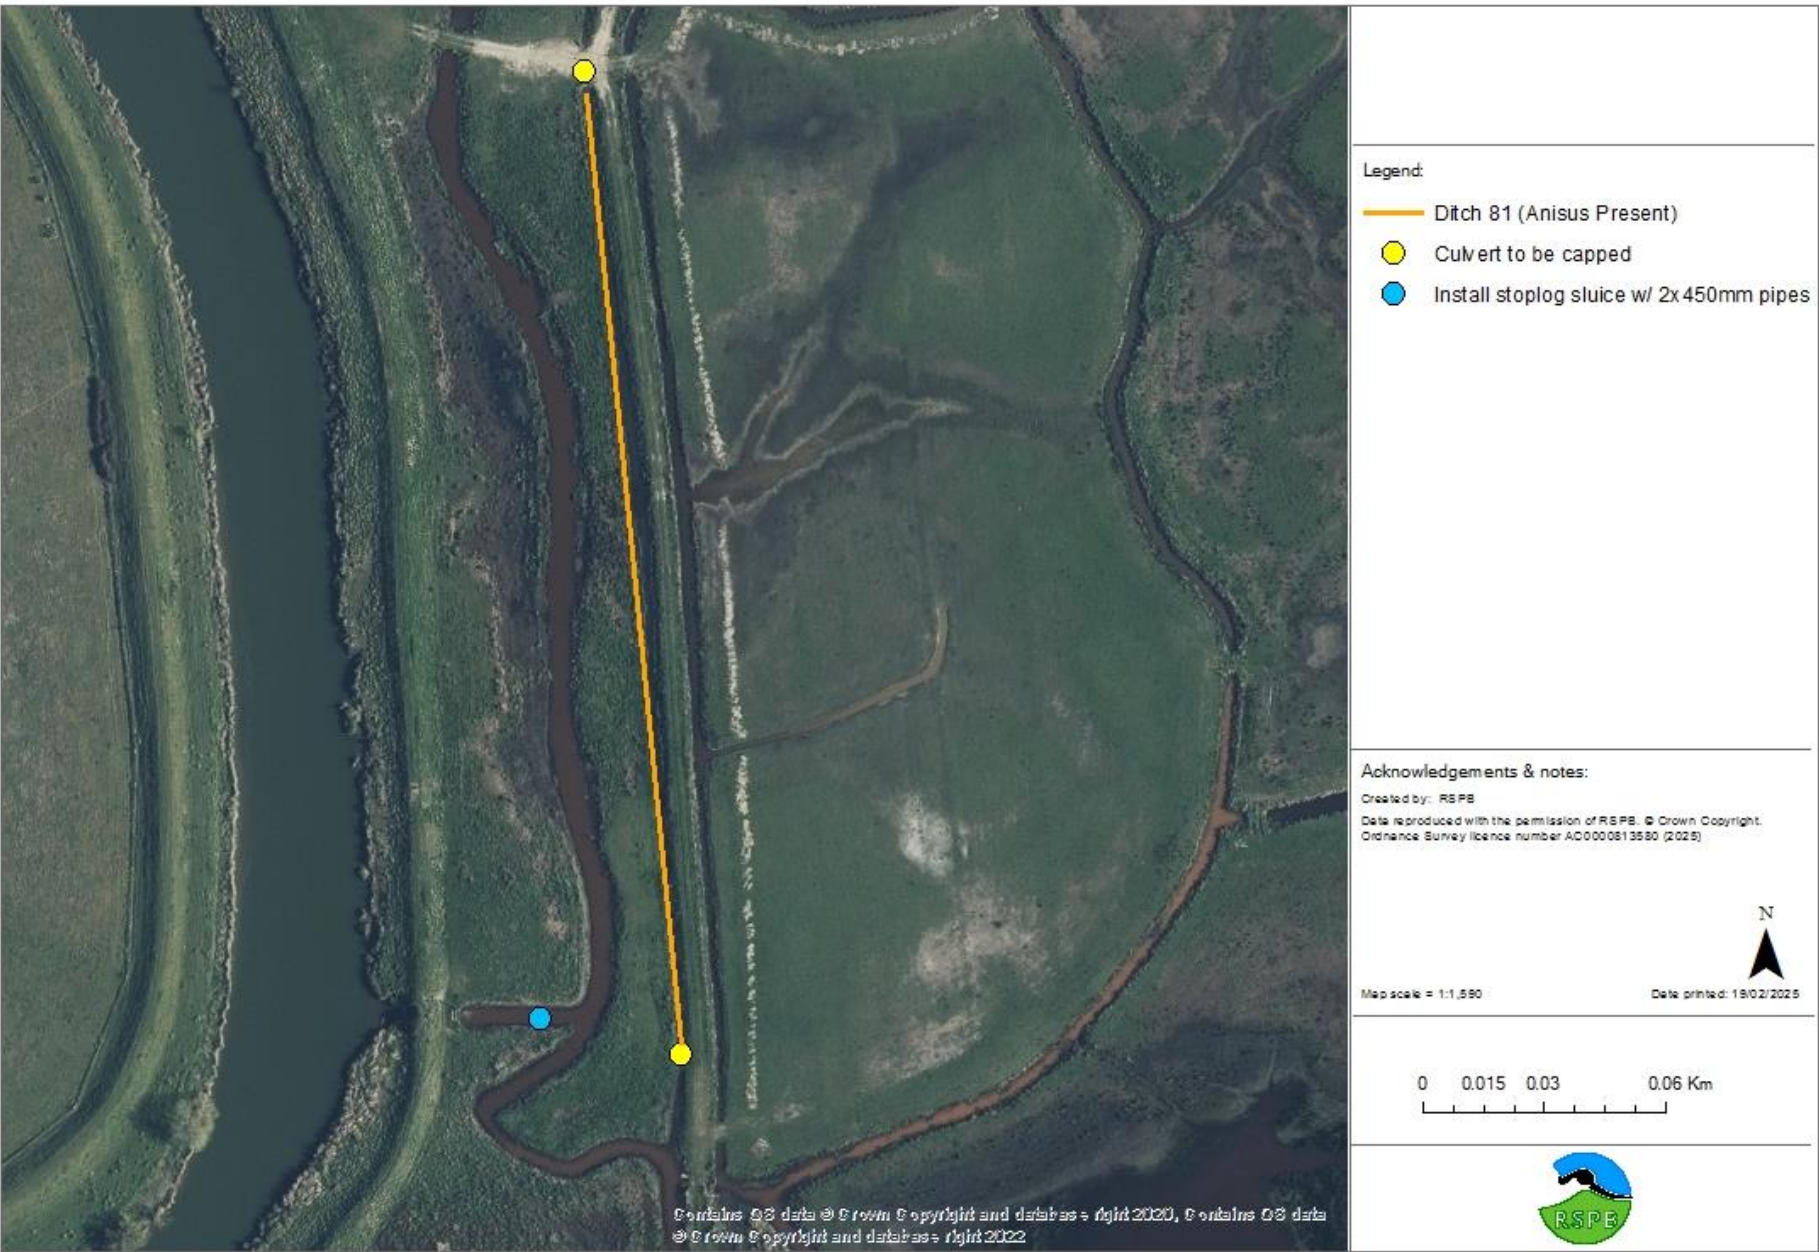 Legend:
Ditch 81 (Anisus Present)
Culvert to be capped
Install stoplog sluice w/ 2x 450mm pipes
Acknowledgements & notes:
Created by: RSPB
Data reproduced with the permission of RSPB. © Crown Copyright.
Ordnance Survey licence number AC0000813580 (2025)
N
Map scale = 1:1,590
Date printed: 19/02/2025
0 0.015 0.03 0.06 Km
RSPB
Contains OS data © Crown Copyright and database right 2020, Contains OS data
© Crown Copyright and database right 2022